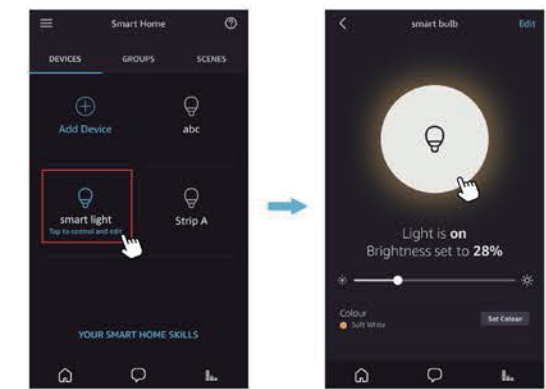 Smart Home
DEVICES GROUPS SCENES
Add Device
abc
smart light
Tap to control and edit
Strip A
YOUR SMART HOME SKILLS
smart bulb
Edit
Light is on
Brightness set to 28%
Colour
Soft White
Set Colour